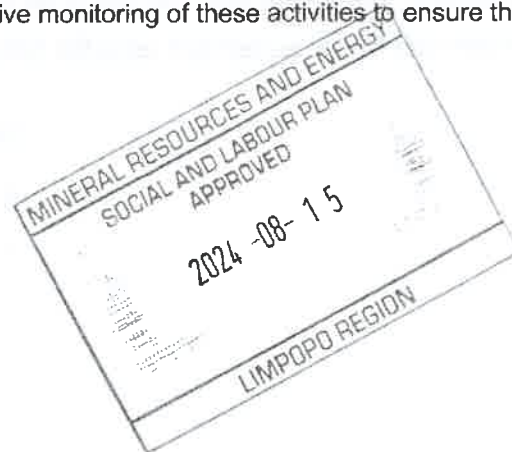 ive monitoring of these activities to ensure th
MINERAL RESOURCES AND ENERGY
SOCIAL AND LABOUR PLAN
APPROVED
2024 -08- 15
LIMPOPO REGION